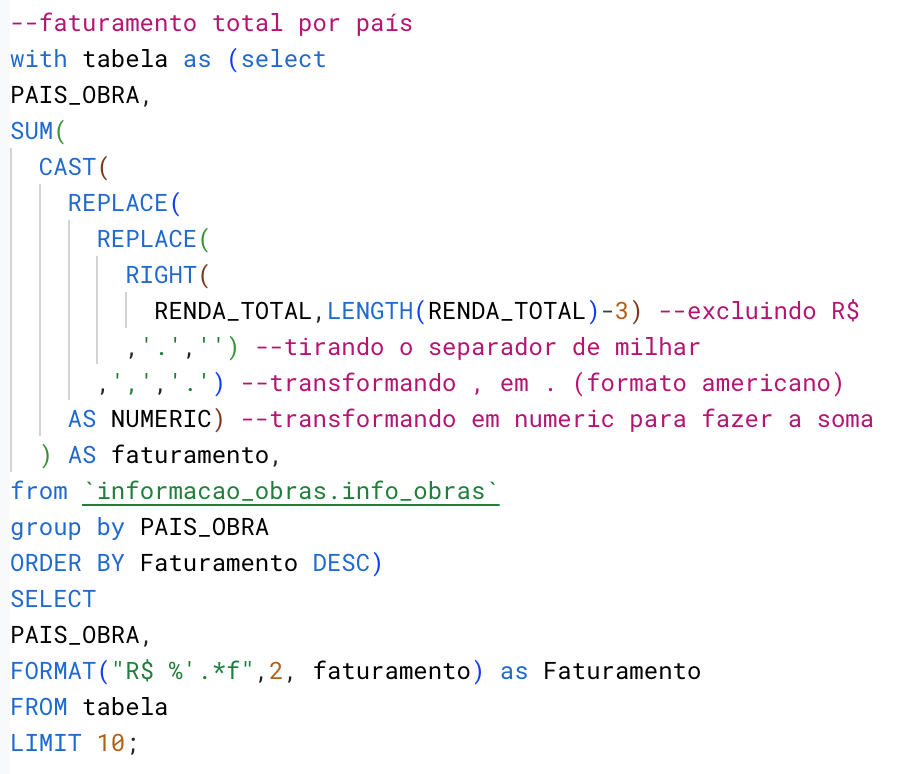 --faturamento total por país
with tabela as (select
PAIS_OBRA,
SUM(
CAST(
REPLACE(
REPLACE(
RIGHT(
RENDA_TOTAL,LENGTH(RENDA_TOTAL)-3) --excluindo R$
,'.','') --tirando o separador de milhar
,',','.') --transformando , em . (formato americano)
AS NUMERIC) --transformando em numeric para fazer a soma
) AS faturamento,
from `informacao_obras.info_obras`
group by PAIS_OBRA
ORDER BY Faturamento DESC)
SELECT
PAIS_OBRA,
FORMAT("R$ %'.*f",2, faturamento) as Faturamento
FROM tabela
LIMIT 10;